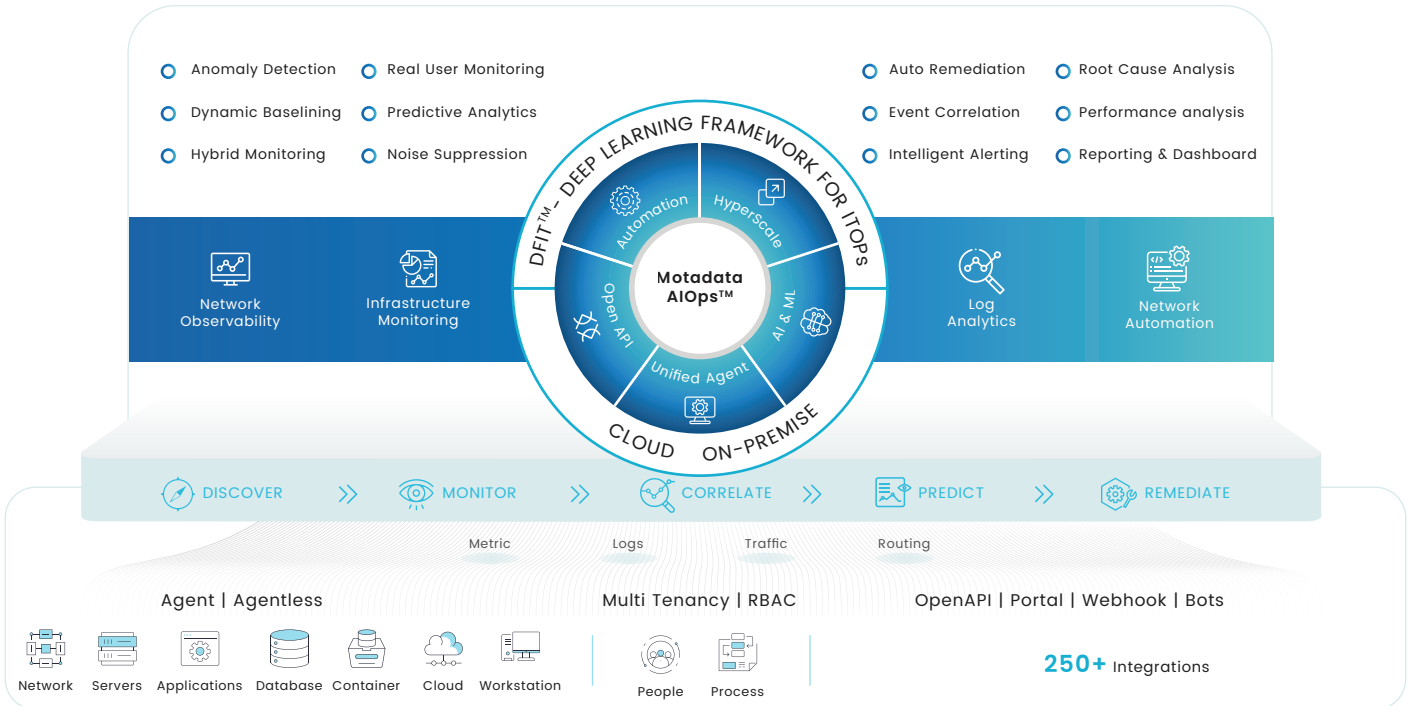 Anomaly Detection
Real User Monitoring
Auto Remediation
Root Cause Analysis
Dynamic Baselining
Predictive Analytics
Event Correlation
Performance analysis
Hybrid Monitoring
Noise Suppression
Intelligent Alerting
Reporting & Dashboard
DFIT™- DEEP LEARNING FRAMEWORK FOR ITOPs
Automation
HyperScale
Motadata
AIOps™
Open API
AI & ML
Unified Agent
CLOUD
ON-PREMISE
Network
Observability
Infrastructure
Monitoring
Log
Analytics
Network
Automation
DISCOVER
MONITOR
CORRELATE
PREDICT
REMEDIATE
Metric
Logs
Traffic
Routing
Agent | Agentless
Multi Tenancy | RBAC
OpenAPI | Portal | Webhook | Bots
Network
Servers
Applications
Database
Container
Cloud
Workstation
People
Process
250+ Integrations